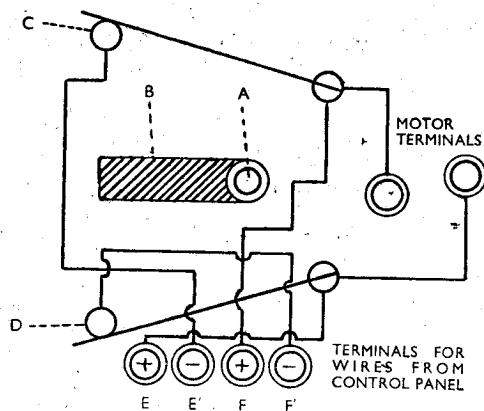 C
B
A
MOTOR
TERMINALS
D
+
−
+
−
TERMINALS FOR
WIRES FROM
CONTROL PANEL
E
E'
F
F'